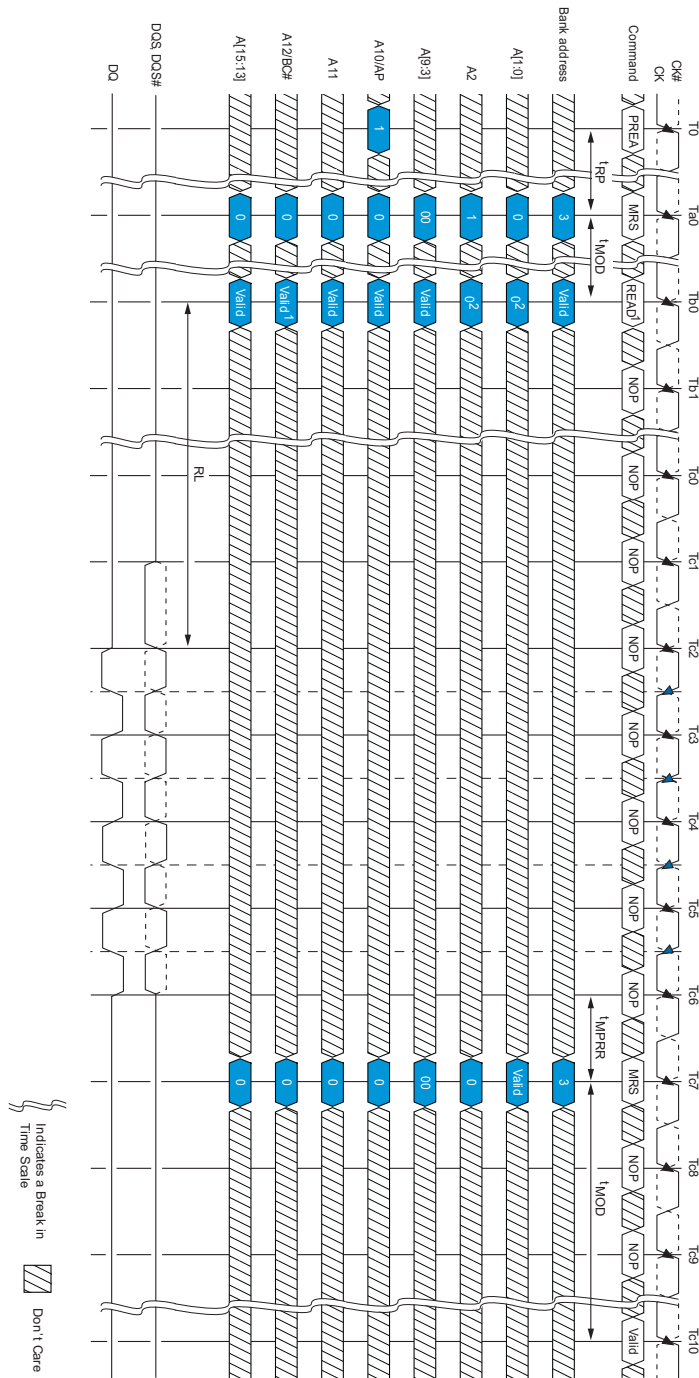 T0 Ta0 Tb0 Tb1 Tc0 Tc1 Tc2 Tc3 Tc4 Tc5 Tc6 Tc7 Tc8 Tc9 Tc10
CK#
CK
Command PREA MRS READ1 NOP NOP NOP NOP NOP NOP NOP NOP MRS NOP NOP Valid
tRP tMOD tMPRR tMOD
Bank address 3 Valid 3
A[1:0] 0 02 Valid
A2 1 02 0
A[9:3] 00 Valid 00
A10/AP 1 0 Valid 0
A11 0 Valid 0
A12/BC# 0 Valid1 0
A[15:13] 0 Valid 0
RL
DQS, DQS#
DQ
Indicates a Break in
Time Scale
Don't Care